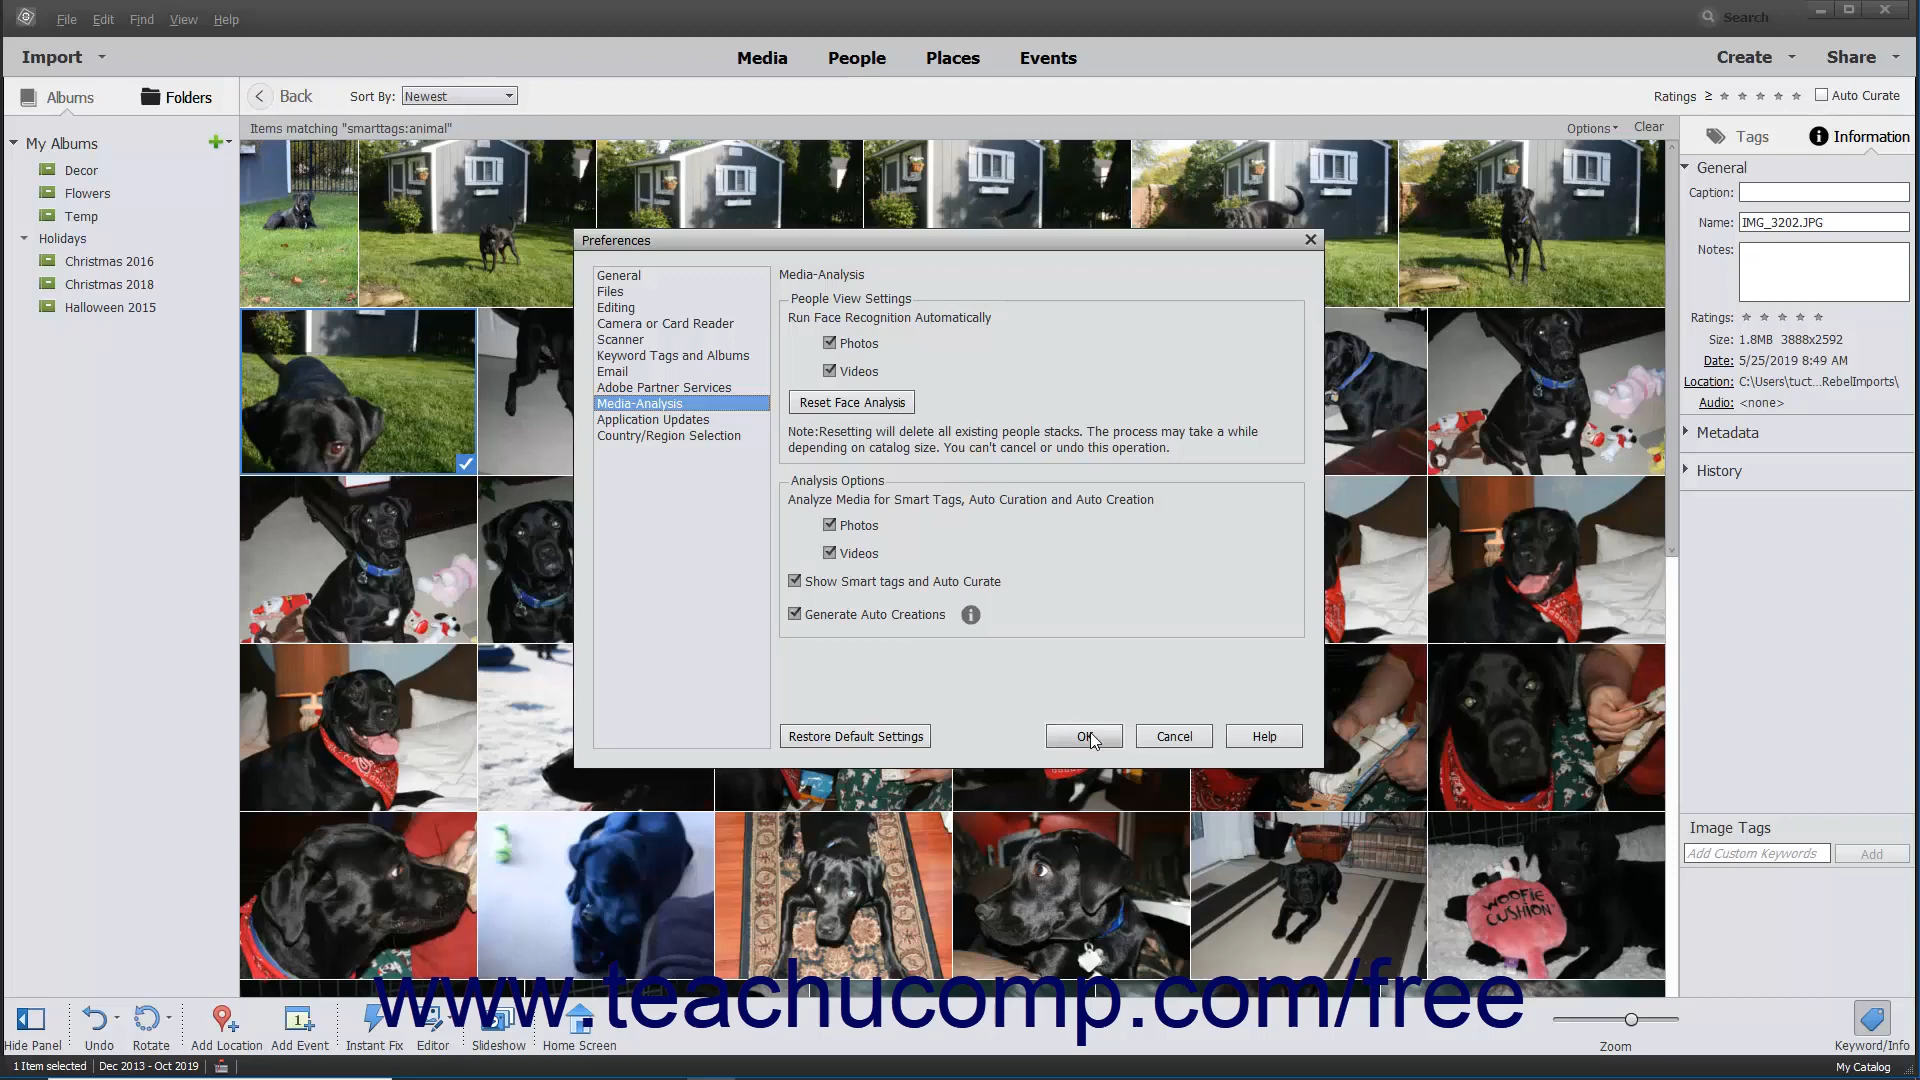 File Edit Find View Help
Search
Import
Media People Places Events
Create Share
Albums Folders
Back Sort By: Newest
Ratings ≥ Auto Curate
Items matching "smarttags:animal"
Options Clear
My Albums
Decor
Flowers
Temp
Holidays
Christmas 2016
Christmas 2018
Halloween 2015
Tags Information
General
Caption:
Name: IMG_3202.JPG
Notes:
Ratings:
Size: 1.8MB 3888x2592
Date: 5/25/2019 8:49 AM
Location: C:\Users\tuct...RebelImports\
Audio: <none>
Metadata
History
Image Tags
Add Custom Keywords Add
Preferences
General
Files
Editing
Camera or Card Reader
Scanner
Keyword Tags and Albums
Email
Adobe Partner Services
Media-Analysis
Application Updates
Country/Region Selection
Media-Analysis
People View Settings
Run Face Recognition Automatically
Photos
Videos
Reset Face Analysis
Note:Resetting will delete all existing people stacks. The process may take a while
depending on catalog size. You can't cancel or undo this operation.
Analysis Options
Analyze Media for Smart Tags, Auto Curation and Auto Creation
Photos
Videos
Show Smart tags and Auto Curate
Generate Auto Creations
Restore Default Settings OK Cancel Help
WOOFIE
CUSHION
www.teachucomp.com/free
Hide Panel Undo Rotate Add Location Add Event Instant Fix Editor Slideshow Home Screen
Zoom
Keyword/Info
1 Item selected Dec 2013 - Oct 2019
My Catalog